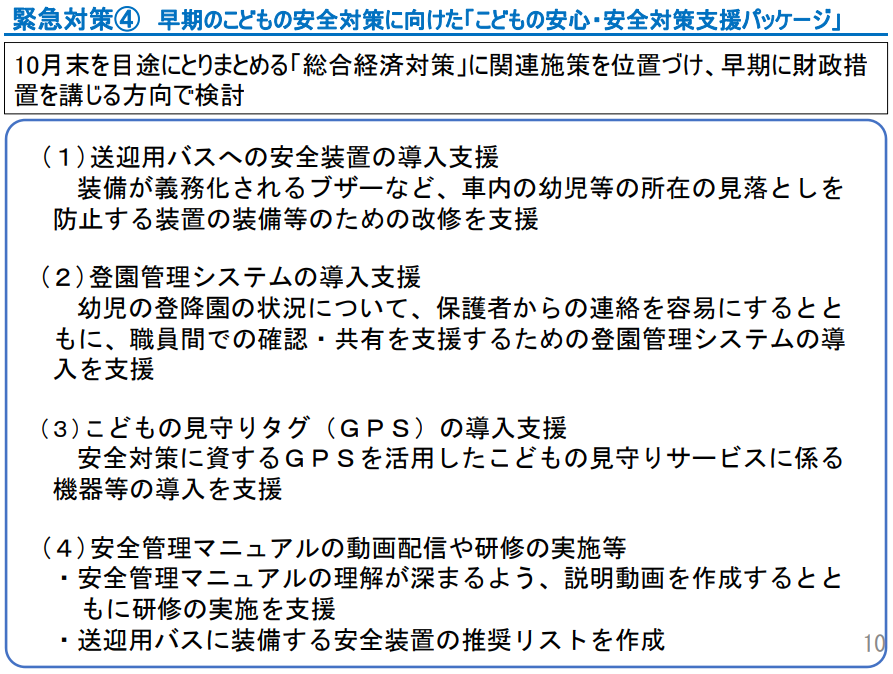 緊急対策④ 早期のこどもの安全対策に向けた「こどもの安心・安全対策支援パッケージ」
10月末を目途にとりまとめる「総合経済対策」に関連施策を位置づけ、早期に財政措
置を講じる方向で検討
（１）送迎用バスへの安全装置の導入支援
装備が義務化されるブザーなど、車内の幼児等の所在の見落としを
防止する装置の装備等のための改修を支援
（２）登園管理システムの導入支援
幼児の登降園の状況について、保護者からの連絡を容易にするとと
もに、職員間での確認・共有を支援するための登園管理システムの導
入を支援
（３）こどもの見守りタグ（ＧＰＳ）の導入支援
安全対策に資するＧＰＳを活用したこどもの見守りサービスに係る
機器等の導入を支援
（４）安全管理マニュアルの動画配信や研修の実施等
・安全管理マニュアルの理解が深まるよう、説明動画を作成するとと
もに研修の実施を支援
・送迎用バスに装備する安全装置の推奨リストを作成
10